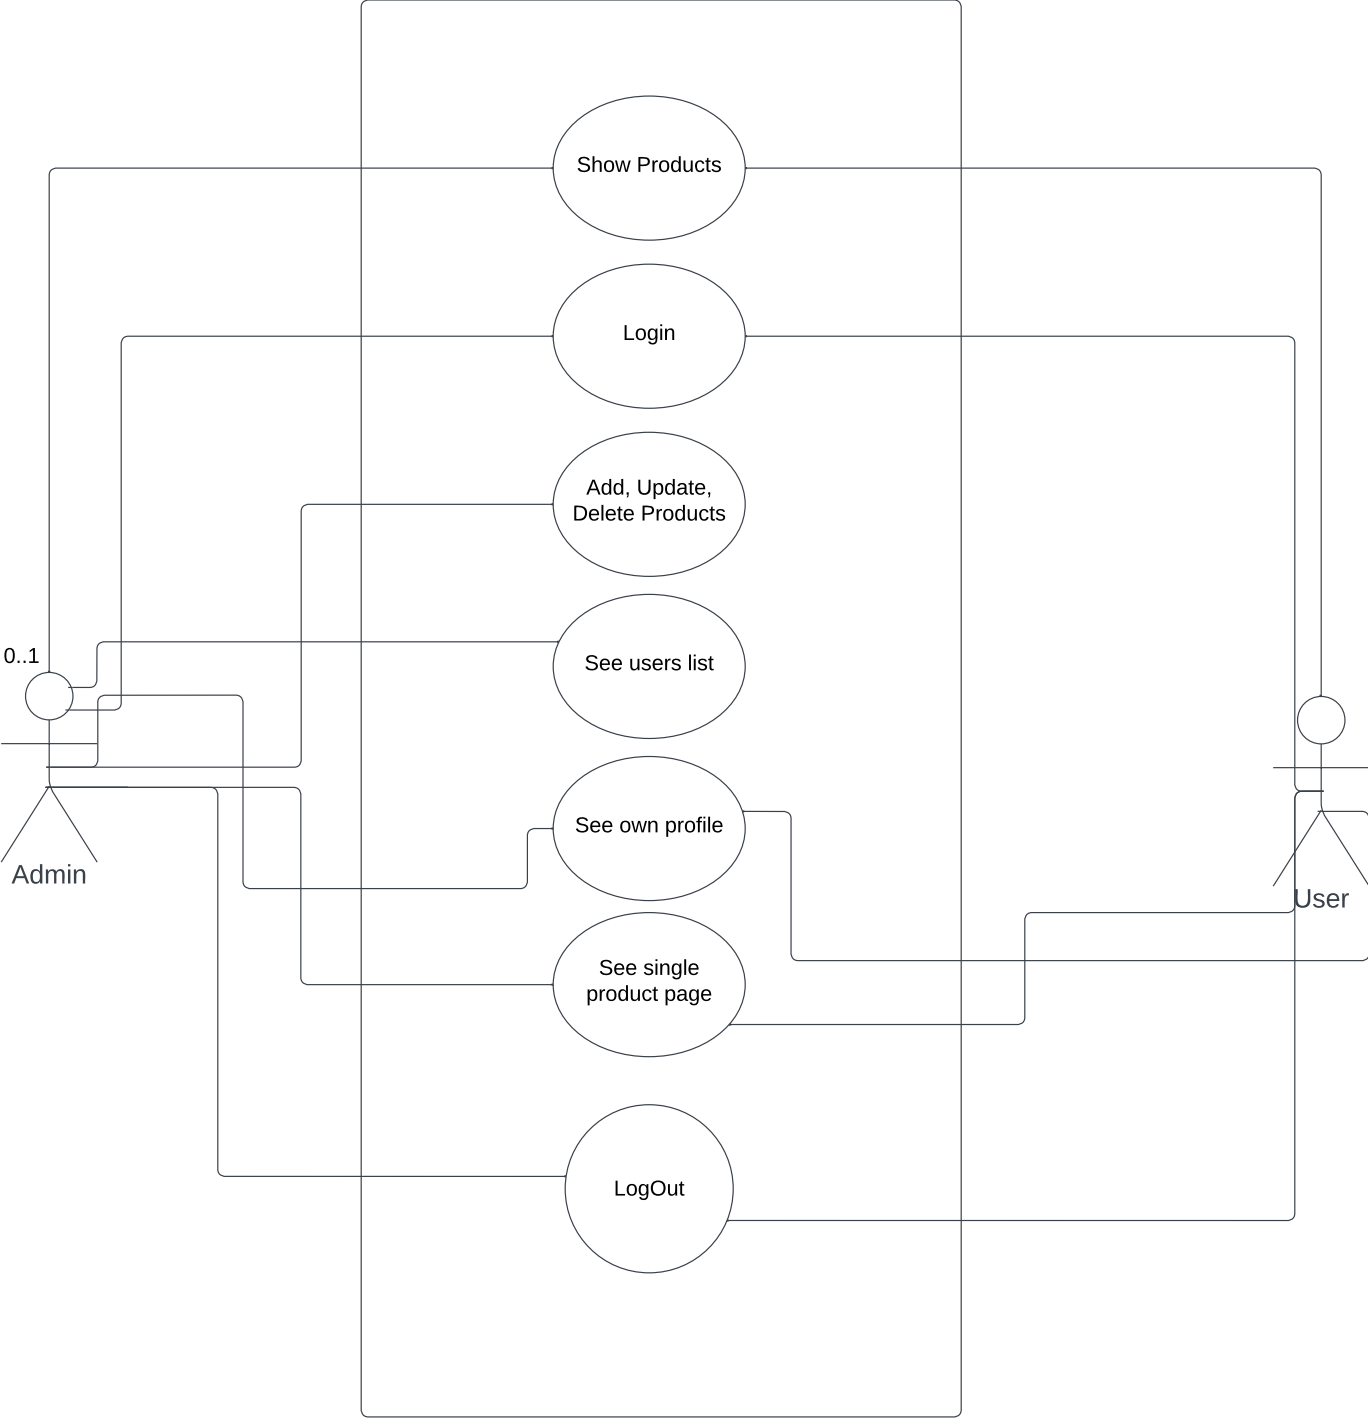 Show Products
Login
Add, Update,
Delete Products
0..1
See users list
See own profile
Admin
User
See single
product page
LogOut